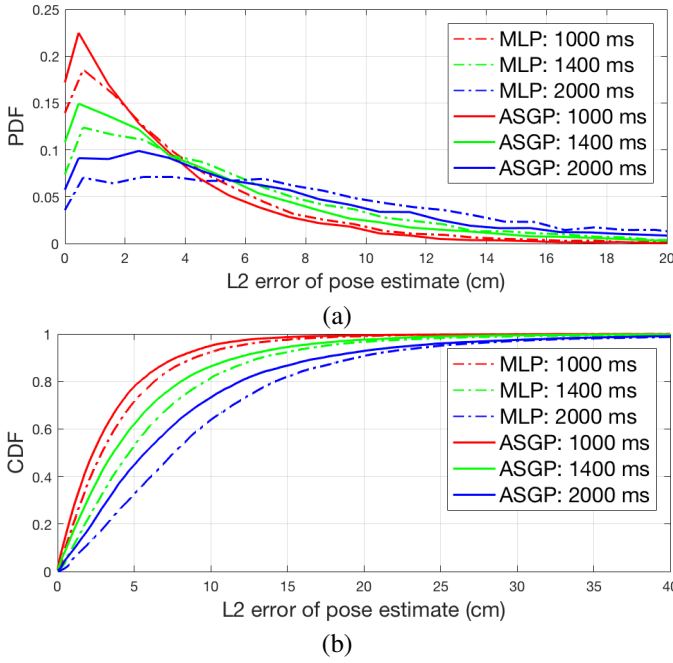 0.25
0.2
0.15
0.1
0.05
0
PDF
MLP: 1000 ms
MLP: 1400 ms
MLP: 2000 ms
ASGP: 1000 ms
ASGP: 1400 ms
ASGP: 2000 ms
0 2 4 6 8 10 12 14 16 18 20
L2 error of pose estimate (cm)
(a)
1
0.8
0.6
0.4
0.2
0
CDF
MLP: 1000 ms
MLP: 1400 ms
MLP: 2000 ms
ASGP: 1000 ms
ASGP: 1400 ms
ASGP: 2000 ms
0 5 10 15 20 25 30 35 40
L2 error of pose estimate (cm)
(b)